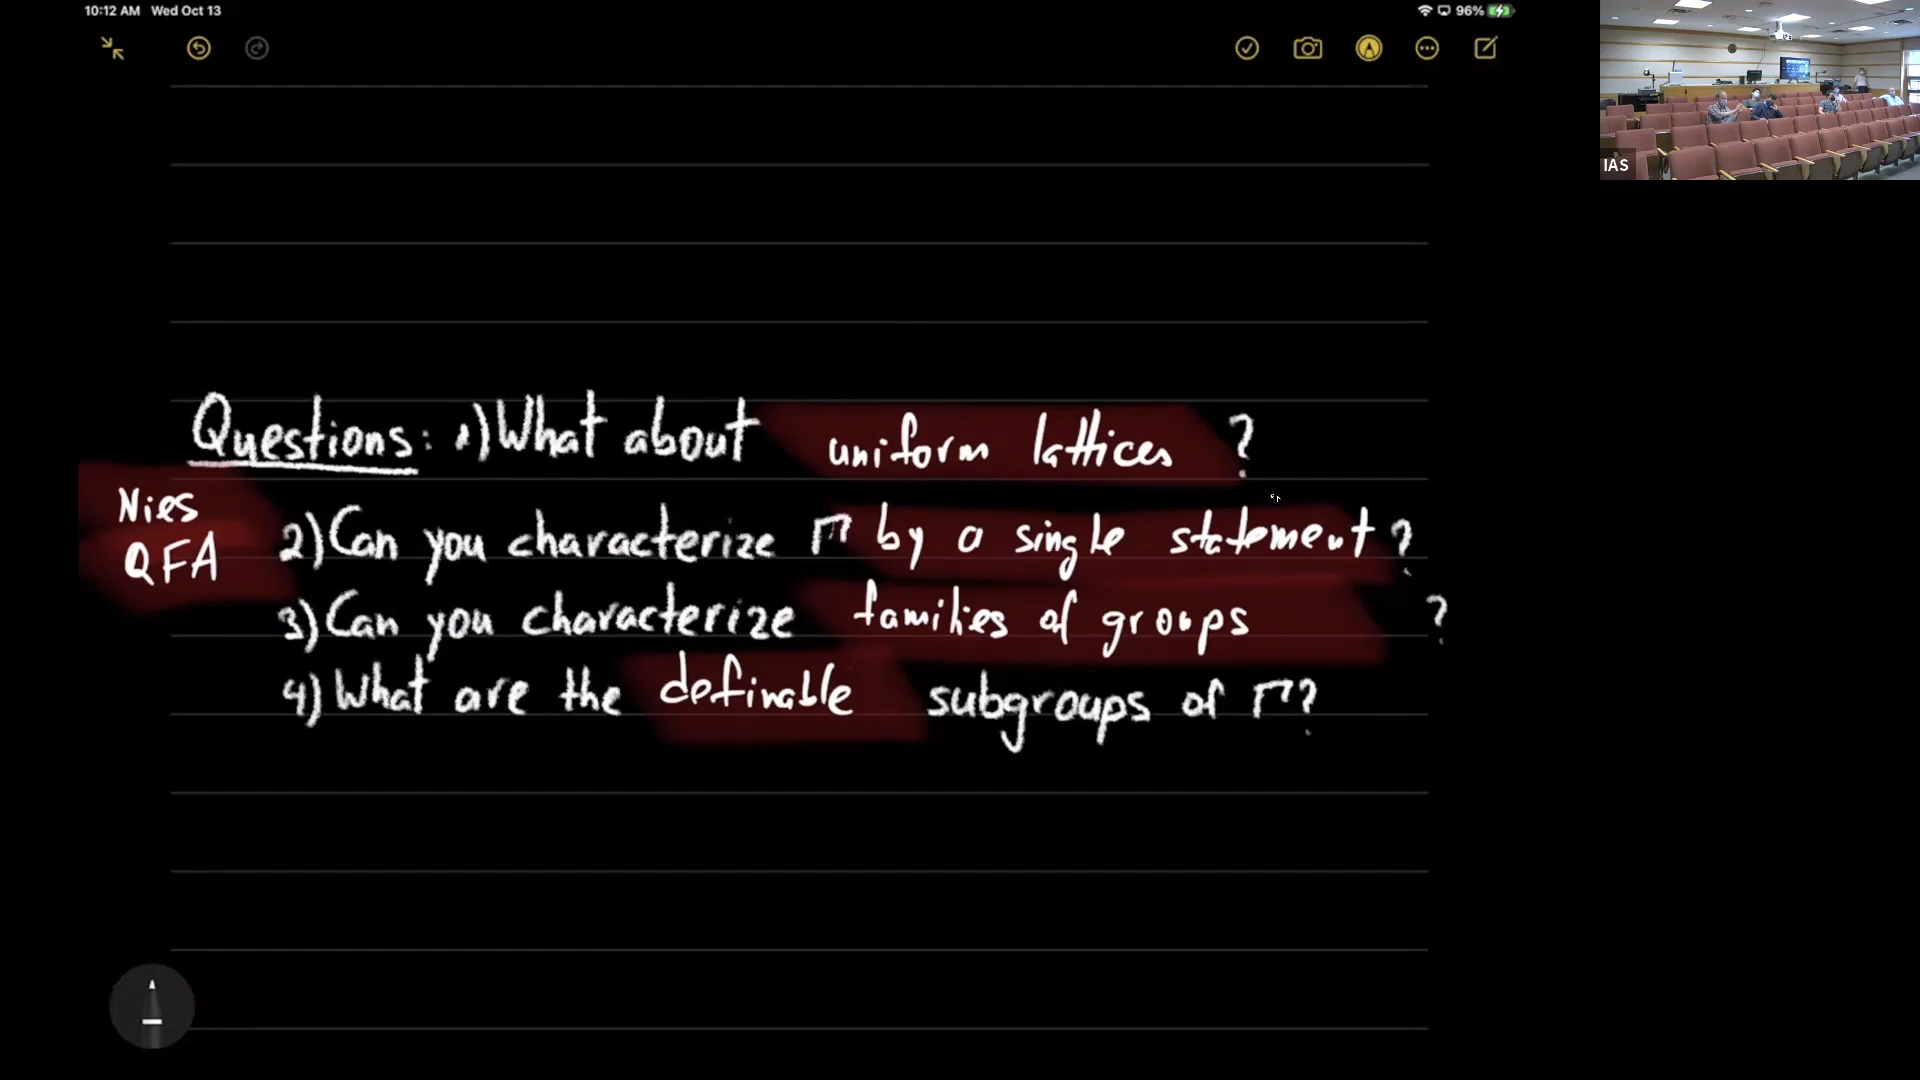 10:12 AM Wed Oct 13
96%
IAS
Questions: 1) What about uniform lattices ?
Nies
QFA
2) Can you characterize Γ by a single statement ?
3) Can you characterize families of groups ?
4) What are the definable subgroups of Γ?